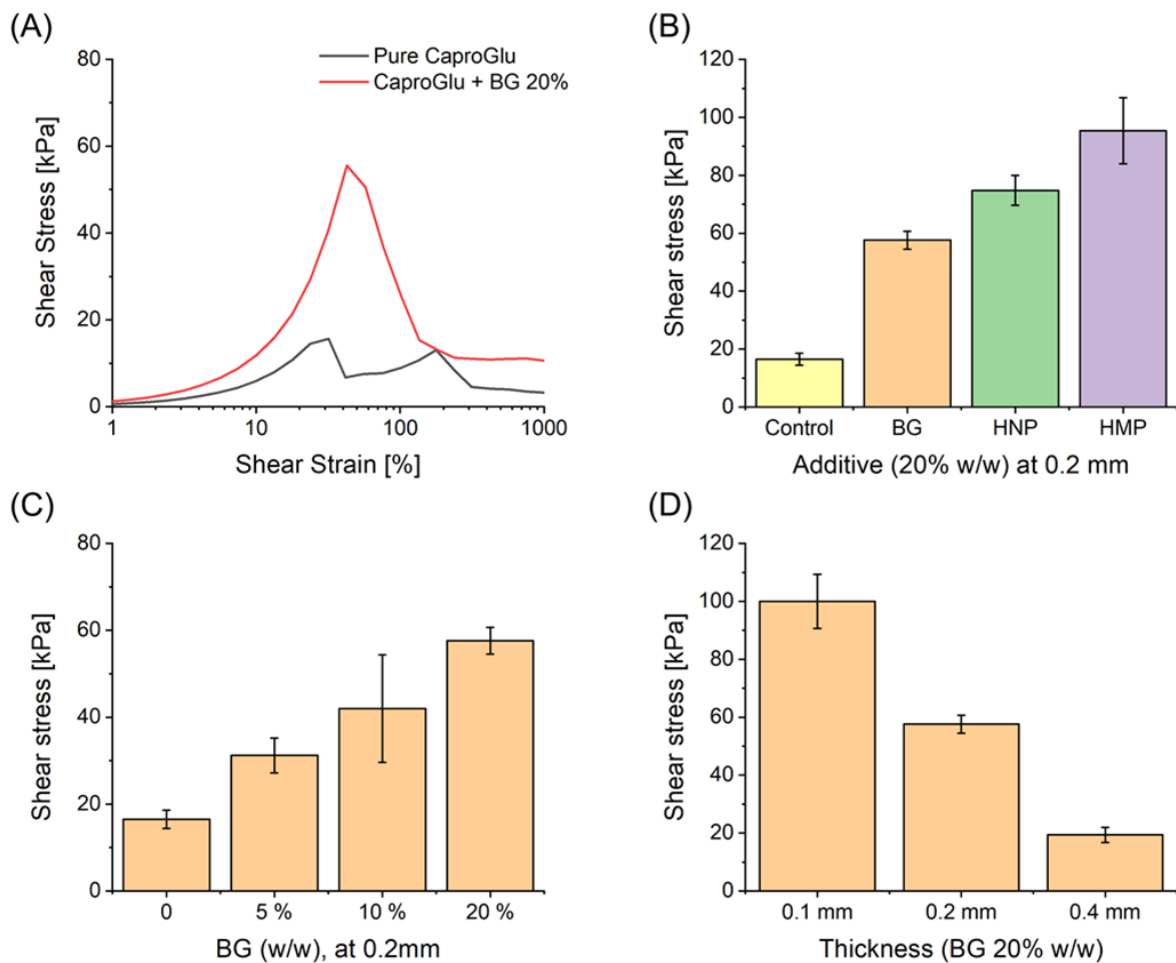 (A)
Pure CaproGlu
CaproGlu + BG 20%
80
60
40
20
0
Shear Stress [kPa]
1 10 100 1000
Shear Strain [%]
(B)
120
100
80
60
40
20
0
Shear stress [kPa]
Control BG HNP HMP
Additive (20% w/w) at 0.2 mm
(C)
80
60
40
20
0
Shear stress [kPa]
0 5 % 10 % 20 %
BG (w/w), at 0.2mm
(D)
120
100
80
60
40
20
0
Shear stress [kPa]
0.1 mm 0.2 mm 0.4 mm
Thickness (BG 20% w/w)